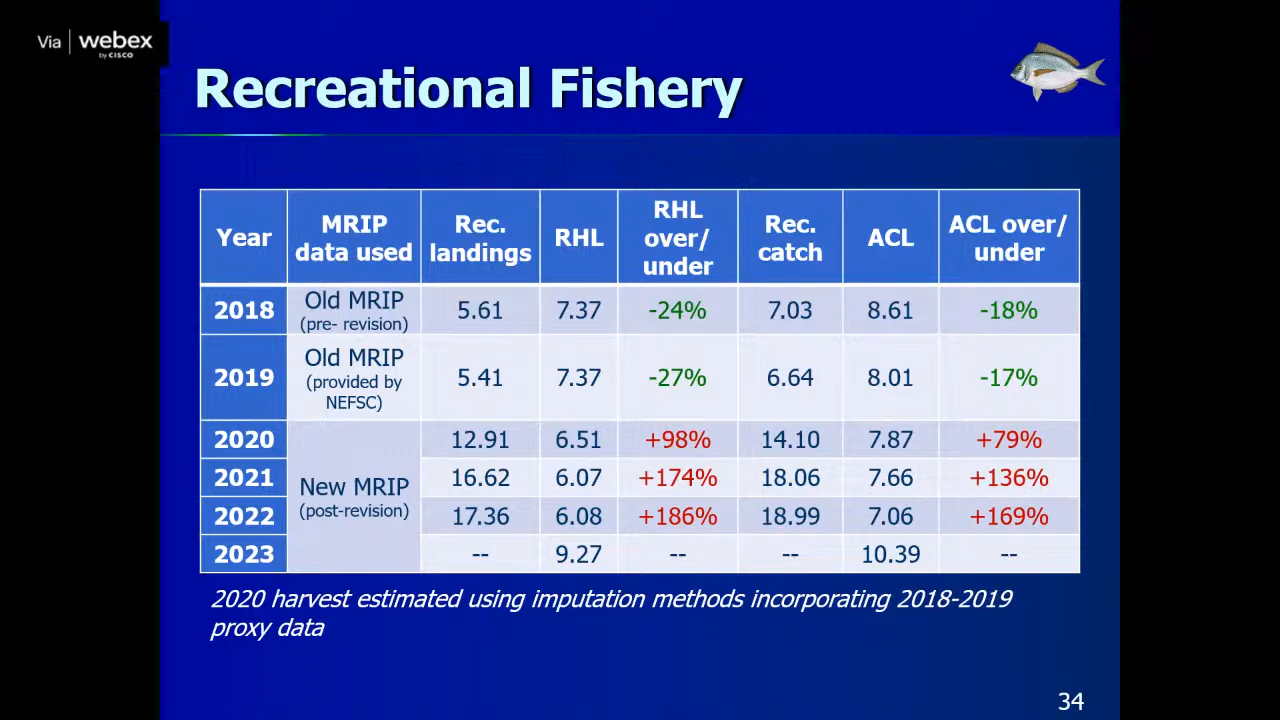 Via | webex
by CISCO
Recreational Fishery
Year MRIP data used Rec. landings RHL RHL over/ under Rec. catch ACL ACL over/ under
2018 Old MRIP (pre- revision) 5.61 7.37 -24% 7.03 8.61 -18%
2019 Old MRIP (provided by NEFSC) 5.41 7.37 -27% 6.64 8.01 -17%
2020 New MRIP (post-revision) 12.91 6.51 +98% 14.10 7.87 +79%
2021 16.62 6.07 +174% 18.06 7.66 +136%
2022 17.36 6.08 +186% 18.99 7.06 +169%
2023 -- 9.27 -- -- 10.39 --
2020 harvest estimated using imputation methods incorporating 2018-2019
proxy data
34